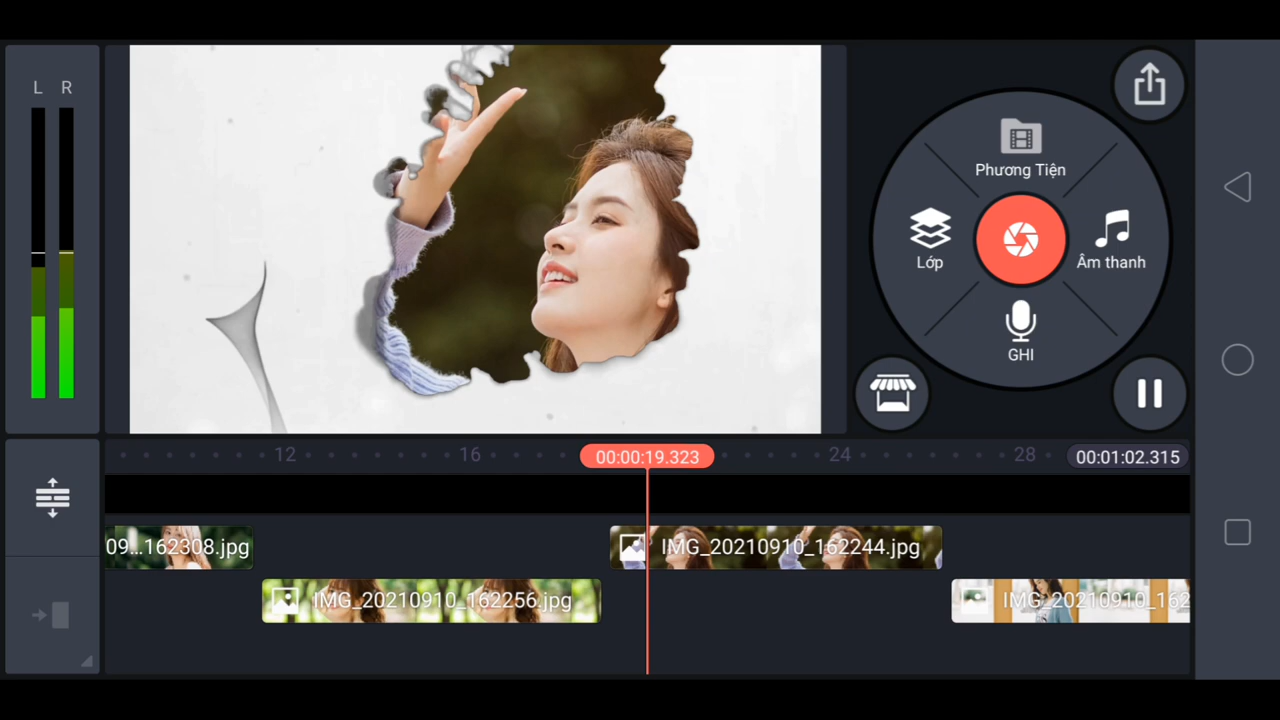 L R
Phương Tiện
Lớp
Âm thanh
GHI
12 16 00:00:19.323 24 28 00:01:02.315
09...162308.jpg
IMG_20210910_162244.jpg
IMG_20210910_162256.jpg
IMG_20210910_162